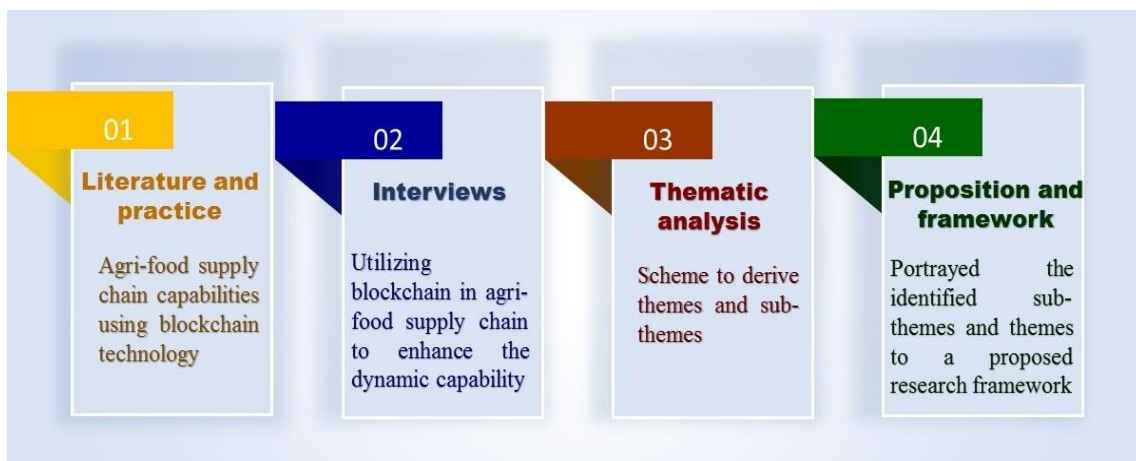 01
Literature and
practice
Agri-food supply
chain capabilities
using blockchain
technology
02
Interviews
Utilizing
blockchain in agri-
food supply chain
to enhance the
dynamic capability
03
Thematic
analysis
Scheme to derive
themes and sub-
themes
04
Proposition and
framework
Portrayed the
identified sub-
themes and themes
to a proposed
research framework